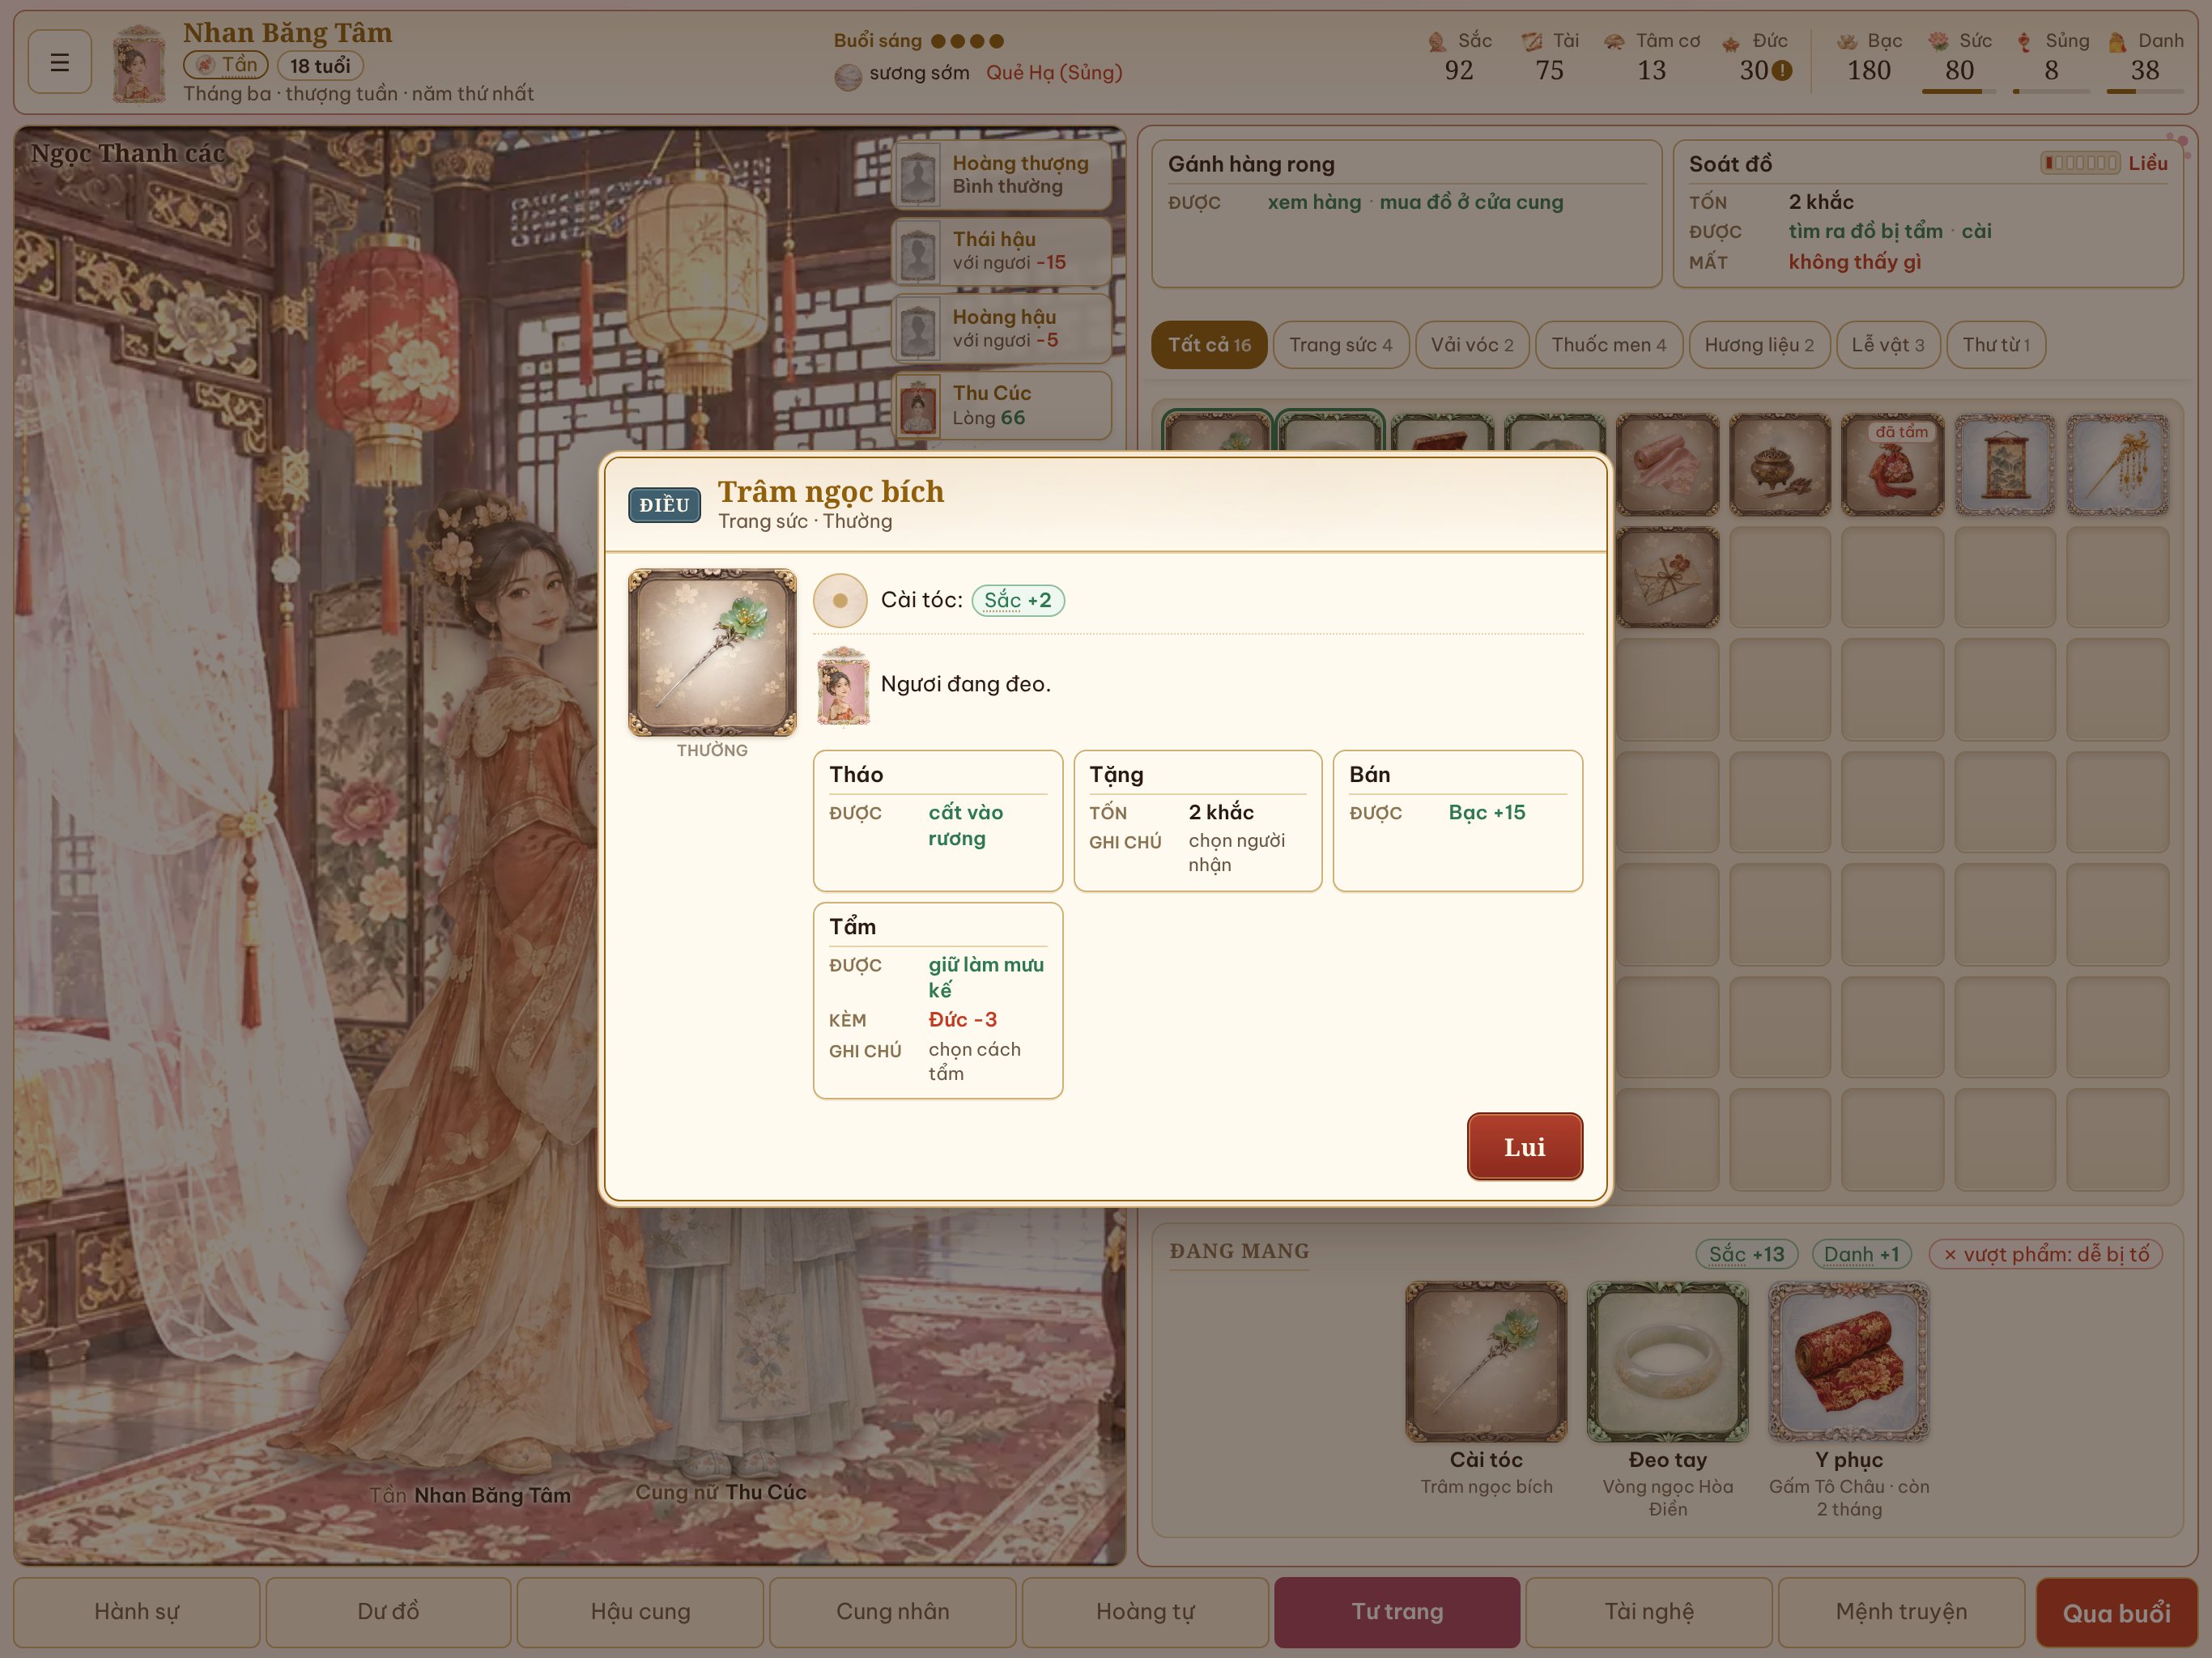 ☰
Nhan Băng Tâm
Tần
18 tuổi
Tháng ba · thượng tuần · năm thứ nhất
Buổi sáng
sương sớm Quẻ Hạ (Sủng)
Sắc 92
Tài 75
Tâm cơ 13
Đức 30 !
Bạc 180
Sức 80
Sủng 8
Danh 38
Ngọc Thanh các
Hoàng thượng
Bình thường
Thái hậu
với ngươi -15
Hoàng hậu
với ngươi -5
Thu Cúc
Lòng 66
Gánh hàng rong
ĐƯỢC xem hàng · mua đồ ở cửa cung
Soát đồ Liều
TỐN 2 khắc
ĐƯỢC tìm ra đồ bị tẩm · cài
MẤT không thấy gì
Tất cả 16
Trang sức 4
Vải vóc 2
Thuốc men 4
Hương liệu 2
Lễ vật 3
Thư từ 1
đã tẩm
ĐIỀU
Trâm ngọc bích
Trang sức · Thường
THƯỜNG
Cài tóc: Sắc +2
Ngươi đang đeo.
Tháo
ĐƯỢC cất vào
rương
Tặng
TỐN 2 khắc
GHI CHÚ chọn người
nhận
Bán
ĐƯỢC Bạc +15
Tẩm
ĐƯỢC giữ làm mưu
kế
KÈM Đức -3
GHI CHÚ chọn cách
tẩm
Lui
ĐANG MANG
Sắc +13
Danh +1
× vượt phẩm: dễ bị tố
Cài tóc
Trâm ngọc bích
Đeo tay
Vòng ngọc Hòa
Điền
Y phục
Gấm Tô Châu · còn
2 tháng
Tần Nhan Băng Tâm
Cung nữ Thu Cúc
Hành sự
Dư đồ
Hậu cung
Cung nhân
Hoàng tự
Tư trang
Tài nghệ
Mệnh truyện
Qua buổi